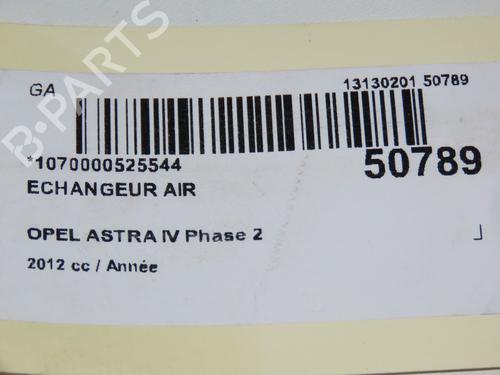 GA
13130201 50789
*1070000525544
50789
ECHANGEUR AIR
OPEL ASTRA IV Phase 2
2012 cc / Année
B-PARTS